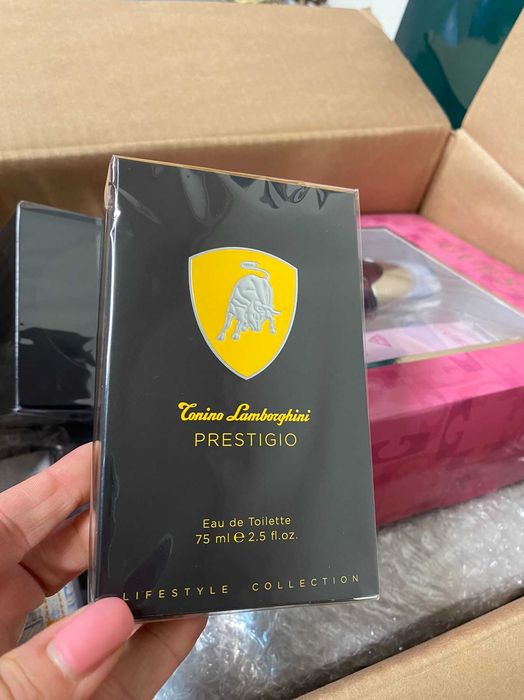 Tonino Lamborghini
PRESTIGIO
Eau de Toilette
75 ml ℮ 2.5 fl.oz.
LIFESTYLE COLLECTION